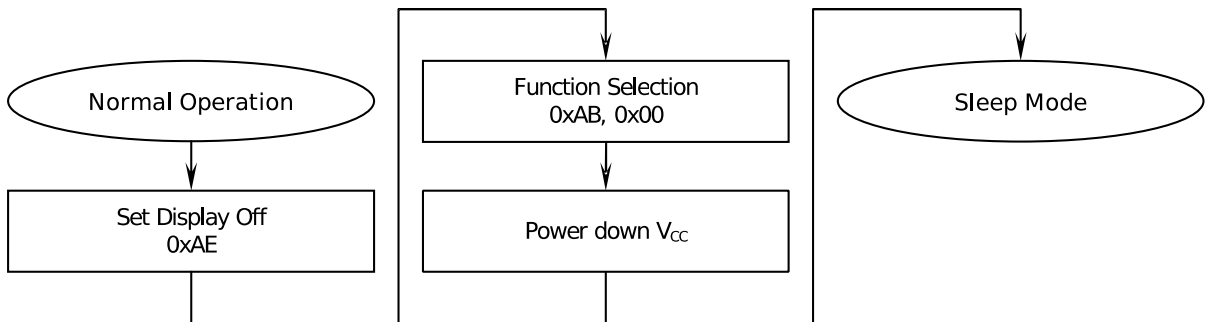 Normal Operation
Set Display Off
0xAE
Function Selection
0xAB, 0x00
Power down VCC
Sleep Mode